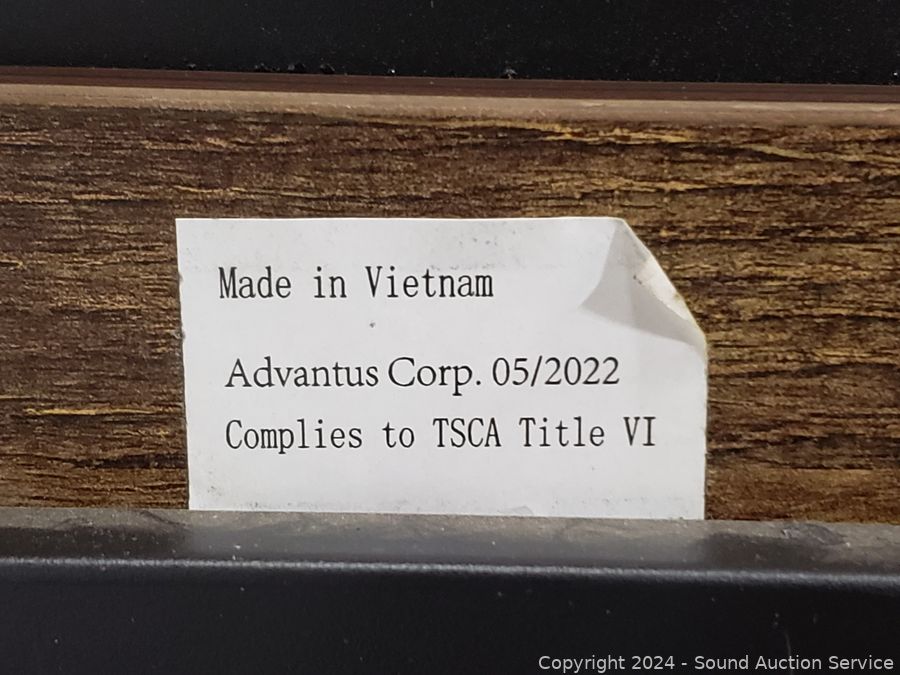 Made in Vietnam
Advantus Corp. 05/2022
Complies to TSCA Title VI
Copyright 2024 - Sound Auction Service